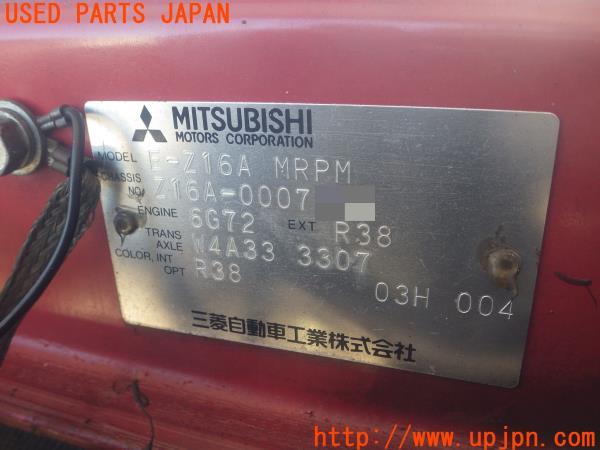 USED PARTS JAPAN
MITSUBISHI
MOTORS CORPORATION
MODEL E-Z16A MRPM
CHASSIS NO. Z16A-0007
ENGINE 6G72 EXT R38
TRANS AXLE W4A33 3307
COLOR, INT OPT R38 03H 004
三菱自動車工業株式会社
UPJ
http://www.upjpn.com